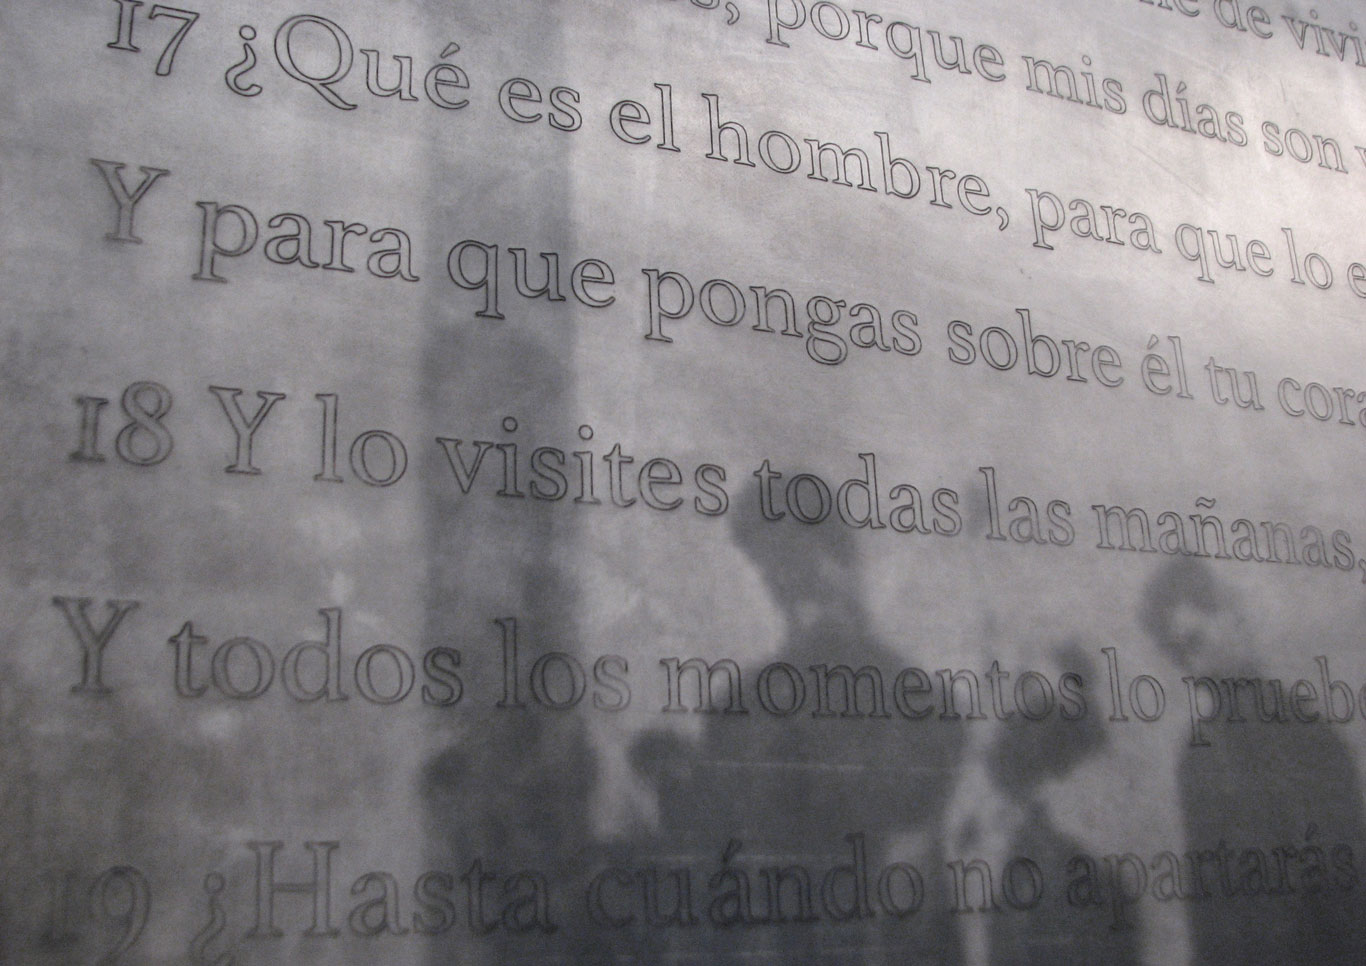 porque mis días son
17 ¿Qué es el hombre, para que lo
Y para que pongas sobre él tu
18 Y lo visites todas las mañanas,
Y todos los momentos lo
19 ¿Hasta cuándo no apartarás